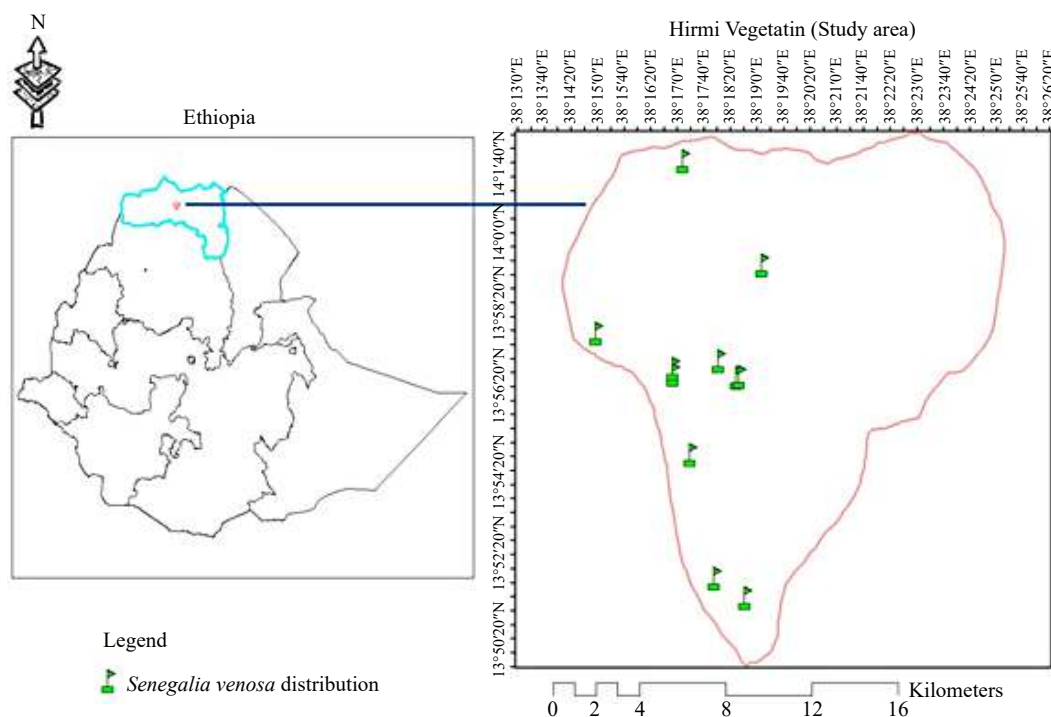 N
Ethiopia
Hirmi Vegetatin (Study area)
38°13′0″E
38°13′40″E
38°14′20″E
38°15′0″E
38°15′40″E
38°16′20″E
38°17′0″E
38°17′40″E
38°18′20″E
38°19′0″E
38°19′40″E
38°20′20″E
38°21′0″E
38°21′40″E
38°22′20″E
38°23′0″E
38°23′40″E
38°24′20″E
38°25′0″E
38°25′40″E
38°26′20″E
14°1′40″N
14°0′0″N
13°58′20″N
13°56′20″N
13°54′20″N
13°52′20″N
13°50′20″N
Legend
Senegalia venosa distribution
Kilometers
0 2 4 8 12 16